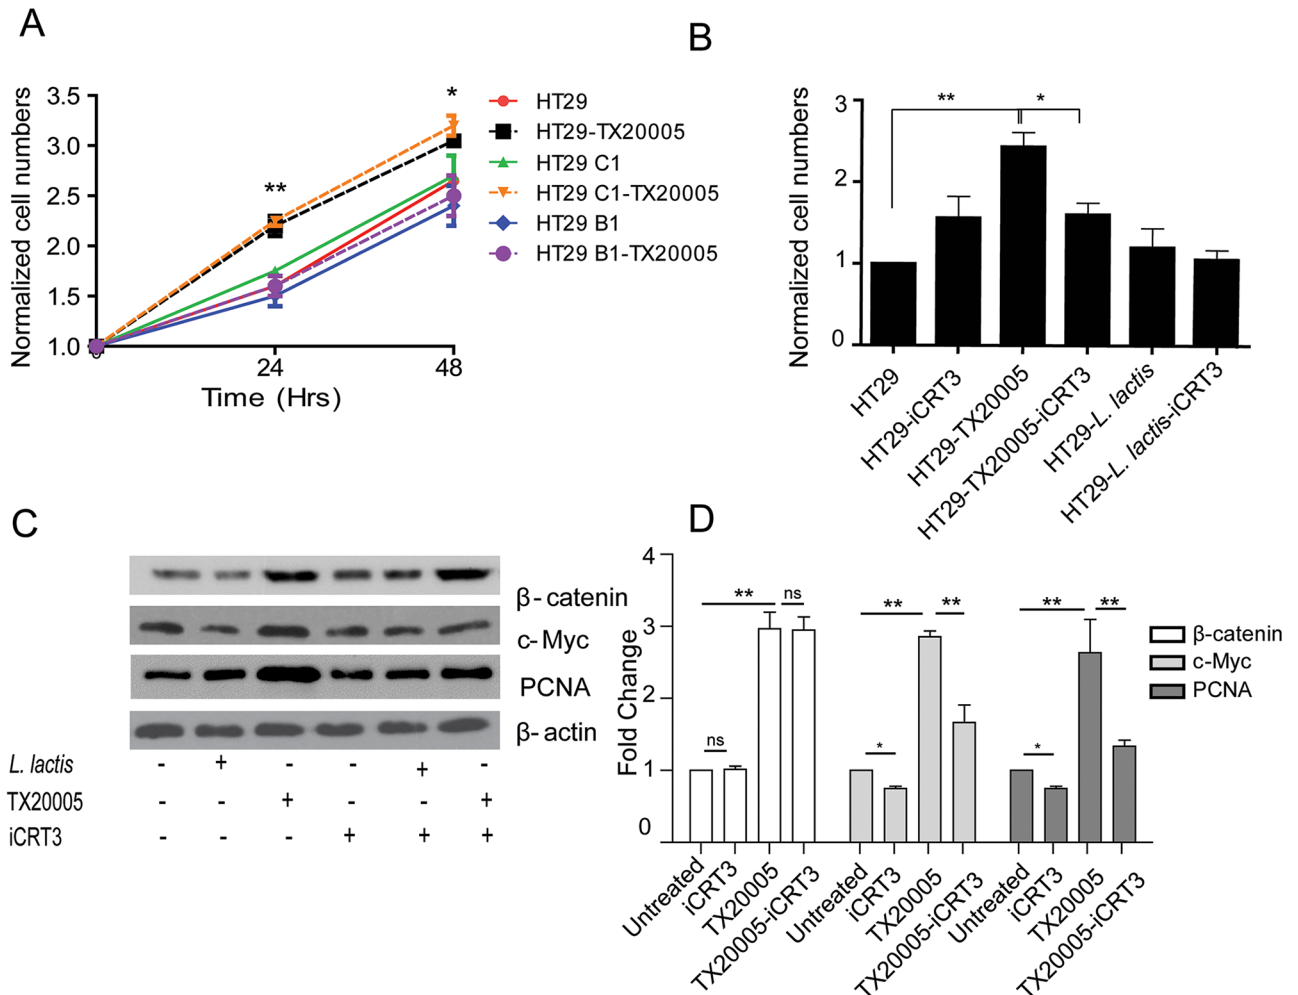 A
Normalized cell numbers
3.5
3.0
2.5
2.0
1.5
1.0
**
*
24
48
Time (Hrs)
HT29
HT29-TX20005
HT29 C1
HT29 C1-TX20005
HT29 B1
HT29 B1-TX20005
B
Normalized cell numbers
3
2
1
0
**
*
HT29
HT29-iCRT3
HT29-TX20005
HT29-TX20005-iCRT3
HT29-L. lactis
HT29-L. lactis-iCRT3
C
β- catenin
c- Myc
PCNA
β- actin
L. lactis - + - - + -
TX20005 - - + - - +
iCRT3 - - - + + +
D
Fold Change
4
3
2
1
0
** ns
ns
** **
*
** **
*
Untreated
iCRT3
TX20005
TX20005-iCRT3
Untreated
iCRT3
TX20005
TX20005-iCRT3
Untreated
iCRT3
TX20005
TX20005-iCRT3
β-catenin
c-Myc
PCNA